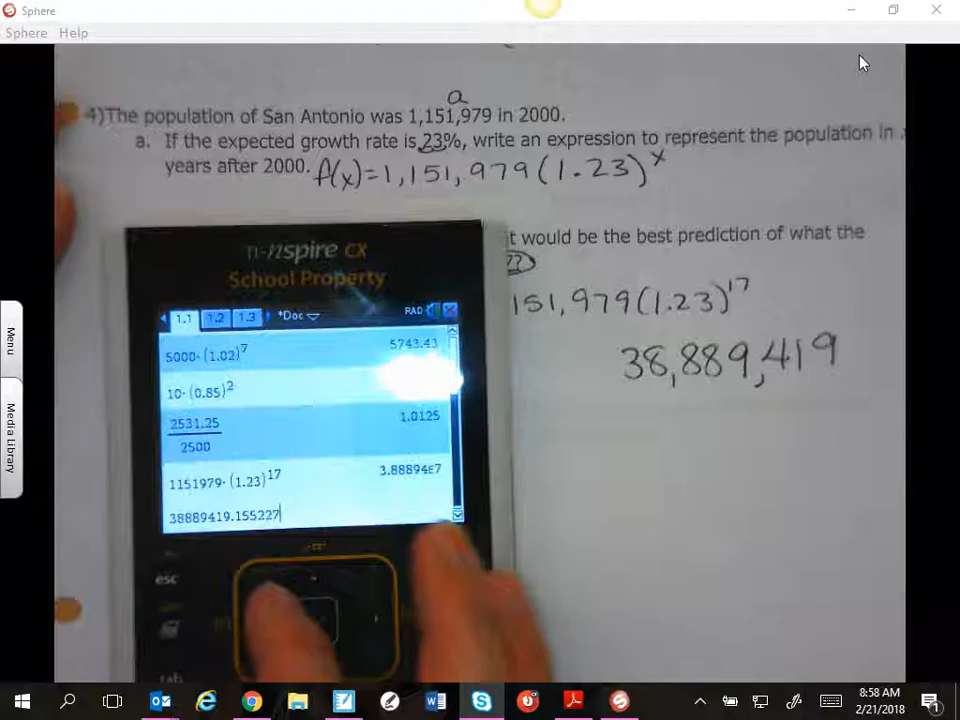 Sphere
Sphere Help
a
4)The population of San Antonio was 1,151,979 in 2000.
a. If the expected growth rate is 23%, write an expression to represent the population in
years after 2000. f(x)=1,151,979(1.23)^x
t would be the best prediction of what the
??
151,979(1.23)^17
38,889,419
TI-nspire CX
School Property
1.1 1.2 1.3 *Doc RAD
5000·(1.02)^7 5743.43
10·(0.85)^2
2531.25
2500
1.0125
1151979·(1.23)^17 3.88894E7
38889419.155227
esc
tab
Menu
Media Library
8:58 AM
2/21/2018